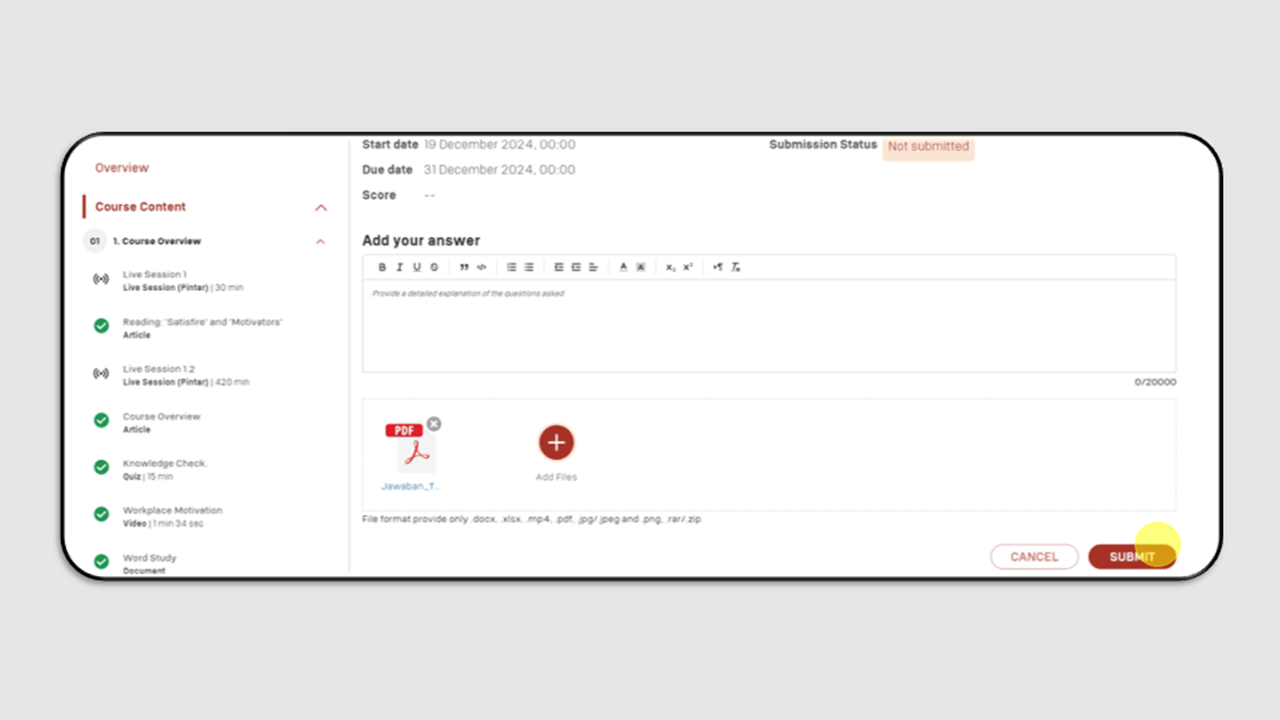 Overview
Course Content
01 1. Course Overview
Live Session 1
Live Session (Pintar) | 30 min
Reading: 'Satisfire' and 'Motivators'
Article
Live Session 1.2
Live Session (Pintar) | 420 min
Course Overview
Article
Knowledge Check.
Quiz | 15 min
Workplace Motivation
Video | 1 min 34 sec
Word Study
Document
Start date 19 December 2024, 00:00
Submission Status Not submitted
Due date 31 December 2024, 00:00
Score --
Add your answer
Provide a detailed explanation of the questions asked
0/20000
PDF
Jawaban_T...
Add Files
File format provide only .docx, .xlsx, .mp4, .pdf, .jpg/.jpeg and .png, .rar/.zip
CANCEL SUBMIT